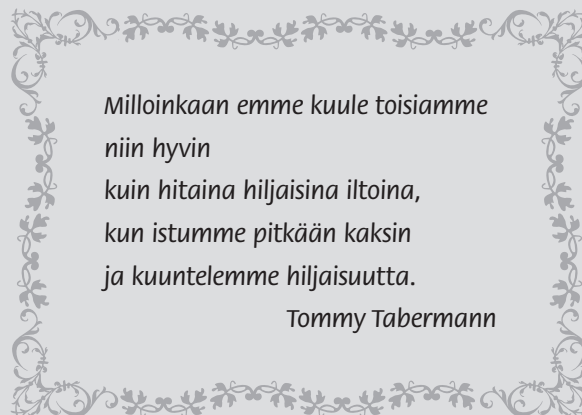 Milloinkaan emme kuule toisiamme
niin hyvin
kuin hitaina hiljaisina iltoina,
kun istumme pitkään kaksin
ja kuuntelemme hiljaisuutta.
Tommy Tabermann